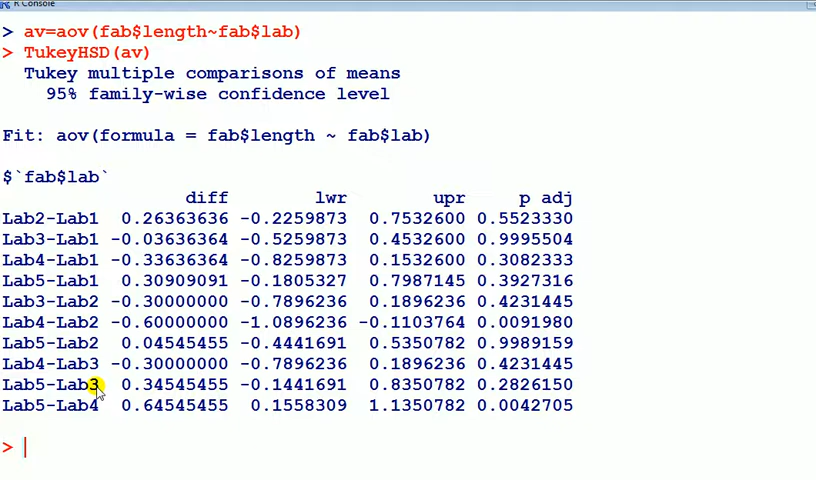 R Console
> av=aov(fab$length~fab$lab)
> TukeyHSD(av)
Tukey multiple comparisons of means
95% family-wise confidence level
Fit: aov(formula = fab$length ~ fab$lab)
$`fab$lab`
diff lwr upr p adj
Lab2-Lab1 0.26363636 -0.2259873 0.7532600 0.5523330
Lab3-Lab1 -0.03636364 -0.5259873 0.4532600 0.9995504
Lab4-Lab1 -0.33636364 -0.8259873 0.1532600 0.3082333
Lab5-Lab1 0.30909091 -0.1805327 0.7987145 0.3927316
Lab3-Lab2 -0.30000000 -0.7896236 0.1896236 0.4231445
Lab4-Lab2 -0.60000000 -1.0896236 -0.1103764 0.0091980
Lab5-Lab2 0.04545455 -0.4441691 0.5350782 0.9989159
Lab4-Lab3 -0.30000000 -0.7896236 0.1896236 0.4231445
Lab5-Lab3 0.34545455 -0.1441691 0.8350782 0.2826150
Lab5-Lab4 0.64545455 0.1558309 1.1350782 0.0042705
>